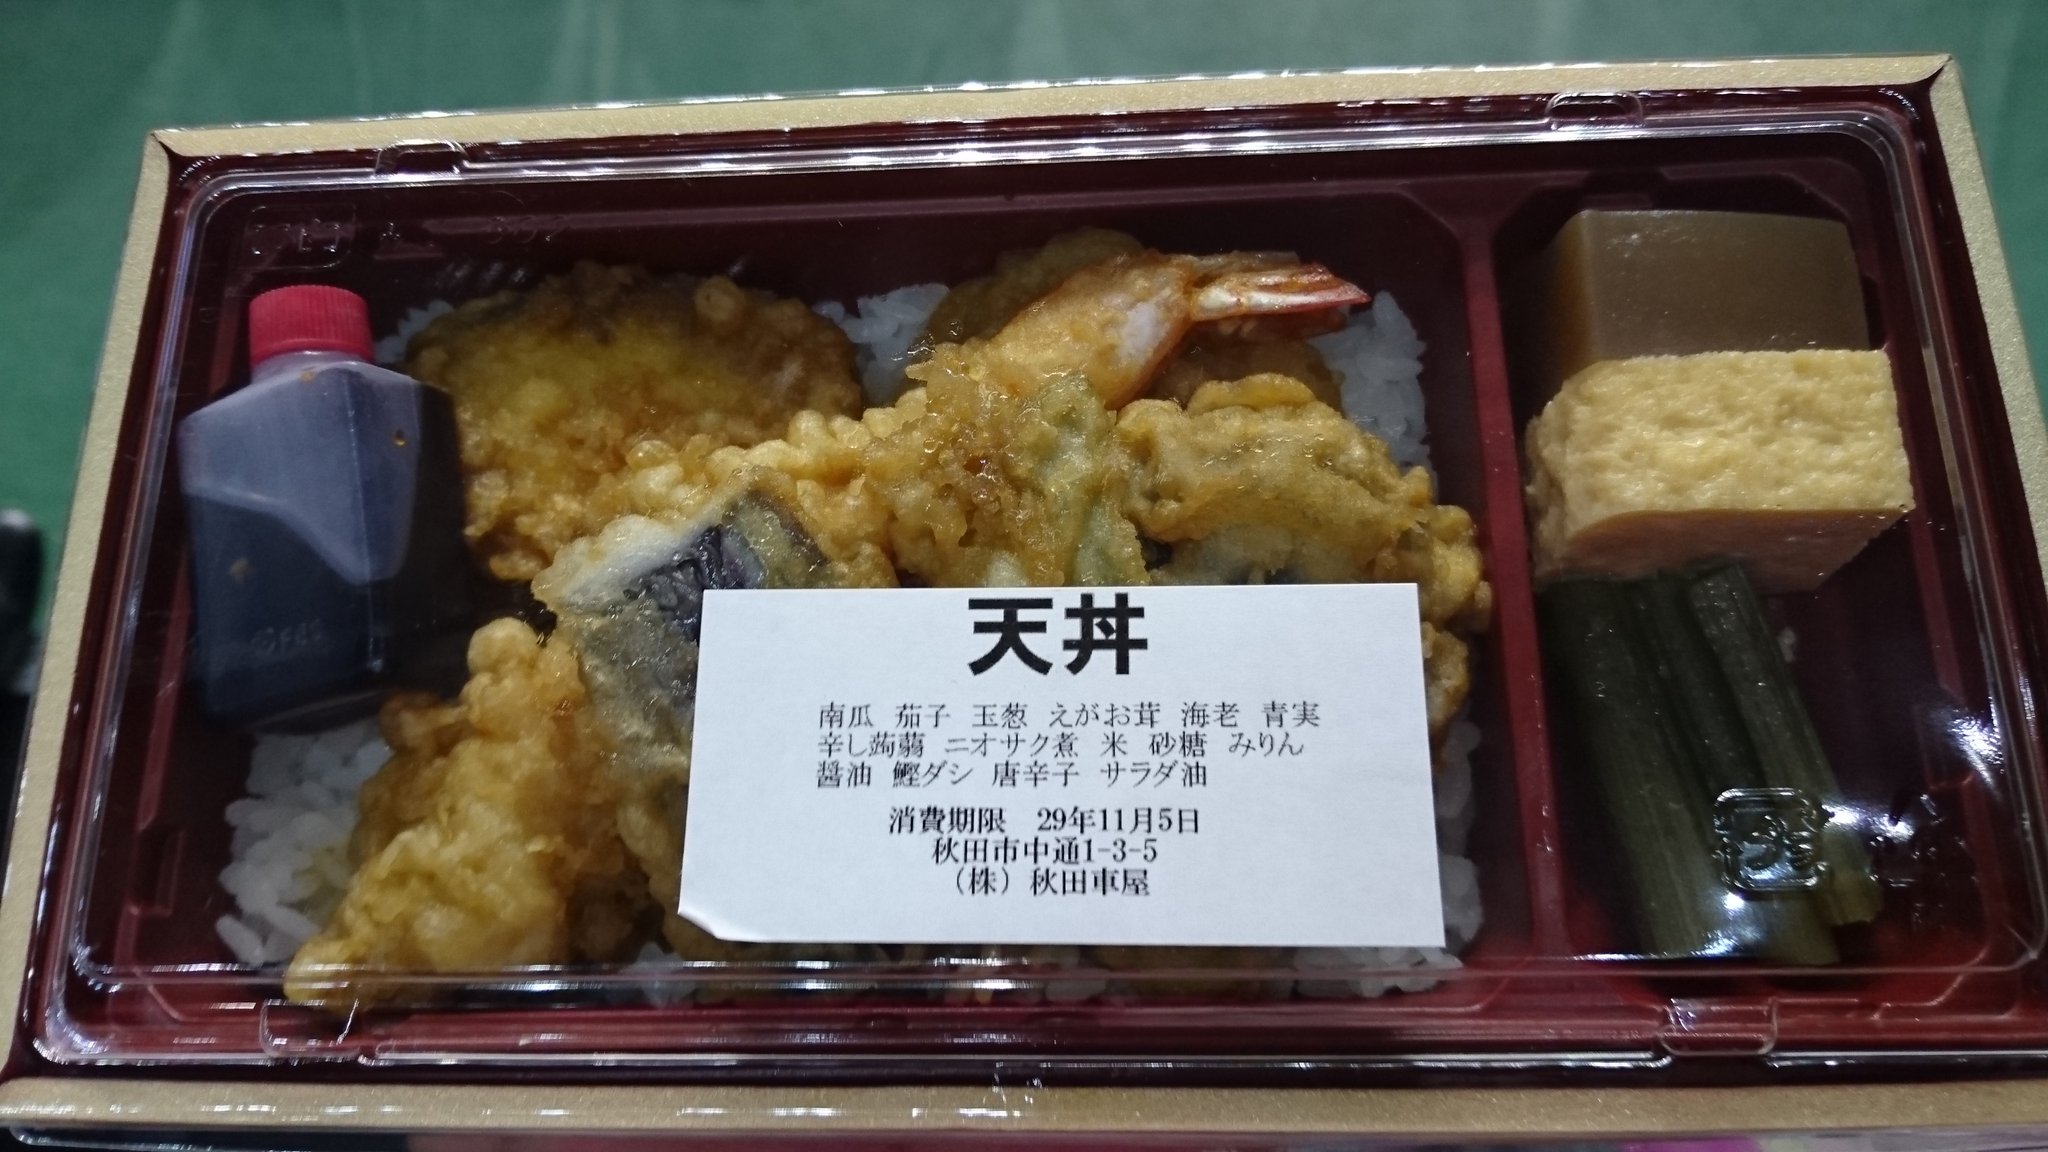 天丼
南瓜 茄子 玉葱 えがお茸 海老 青実
辛し蒟蒻 ニオサク煮 米 砂糖 みりん
醤油 鰹ダシ 唐辛子 サラダ油
消費期限 29年11月5日
秋田市中通1-3-5
（株）秋田車屋
プラ